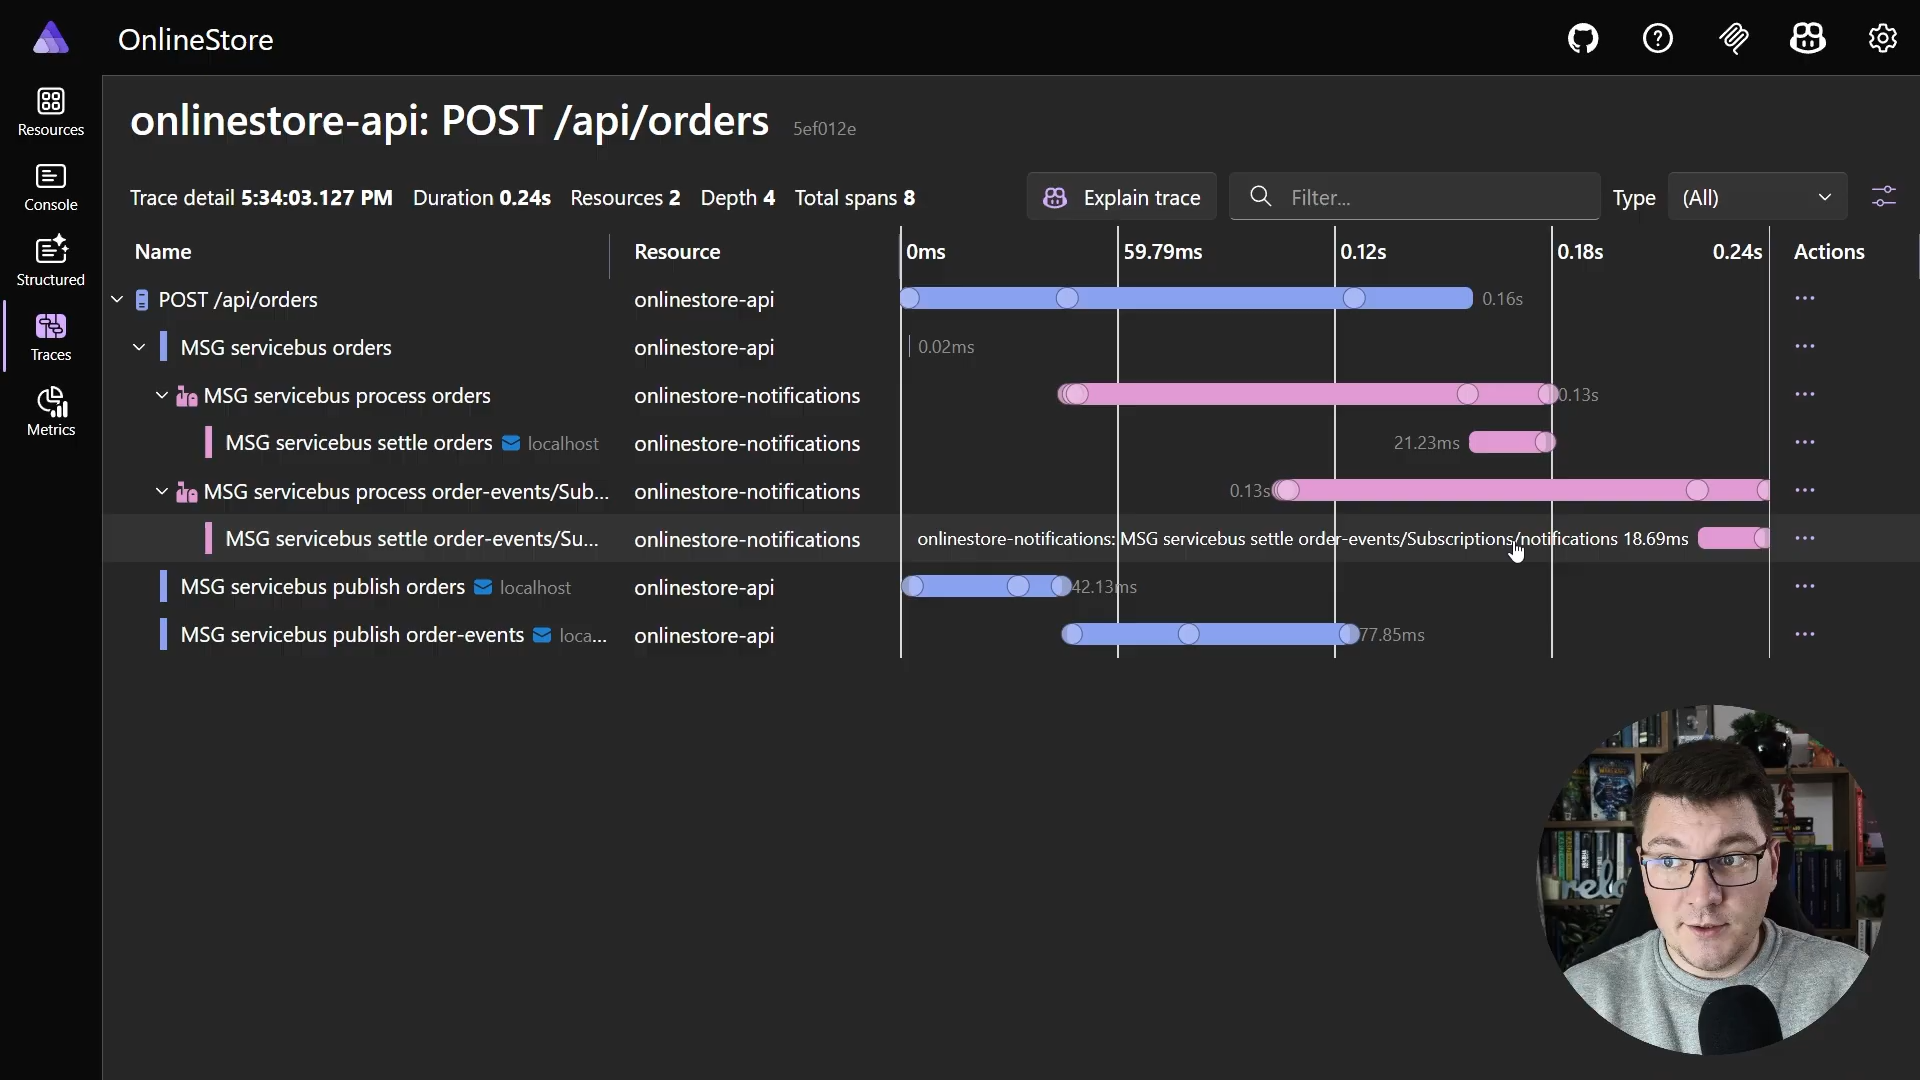 OnlineStore
Resources
Console
Structured
Traces
Metrics
onlinestore-api: POST /api/orders 5ef012e
Trace detail 5:34:03.127 PM Duration 0.24s Resources 2 Depth 4 Total spans 8
Explain trace
Filter...
Type (All)
Name Resource 0ms 59.79ms 0.12s 0.18s 0.24s Actions
POST /api/orders onlinestore-api 0.16s
MSG servicebus orders onlinestore-api 0.02ms
MSG servicebus process orders onlinestore-notifications 0.13s
MSG servicebus settle orders localhost onlinestore-notifications 21.23ms
MSG servicebus process order-events/Sub... onlinestore-notifications 0.13s
MSG servicebus settle order-events/Su... onlinestore-notifications onlinestore-notifications: MSG servicebus settle order-events/Subscriptions/notifications 18.69ms
MSG servicebus publish orders localhost onlinestore-api 42.13ms
MSG servicebus publish order-events loca... onlinestore-api 77.85ms